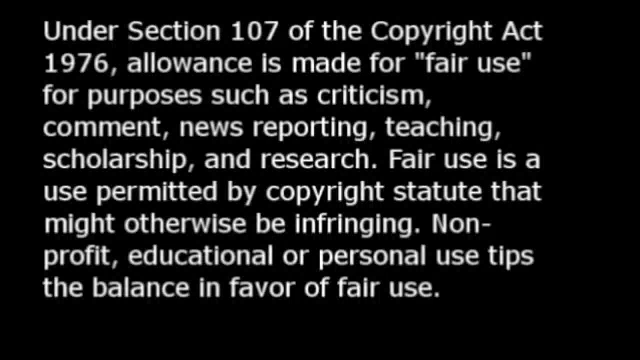 Under Section 107 of the Copyright Act
1976, allowance is made for "fair use"
for purposes such as criticism,
comment, news reporting, teaching,
scholarship, and research. Fair use is a
use permitted by copyright statute that
might otherwise be infringing. Non-
profit, educational or personal use tips
the balance in favor of fair use.